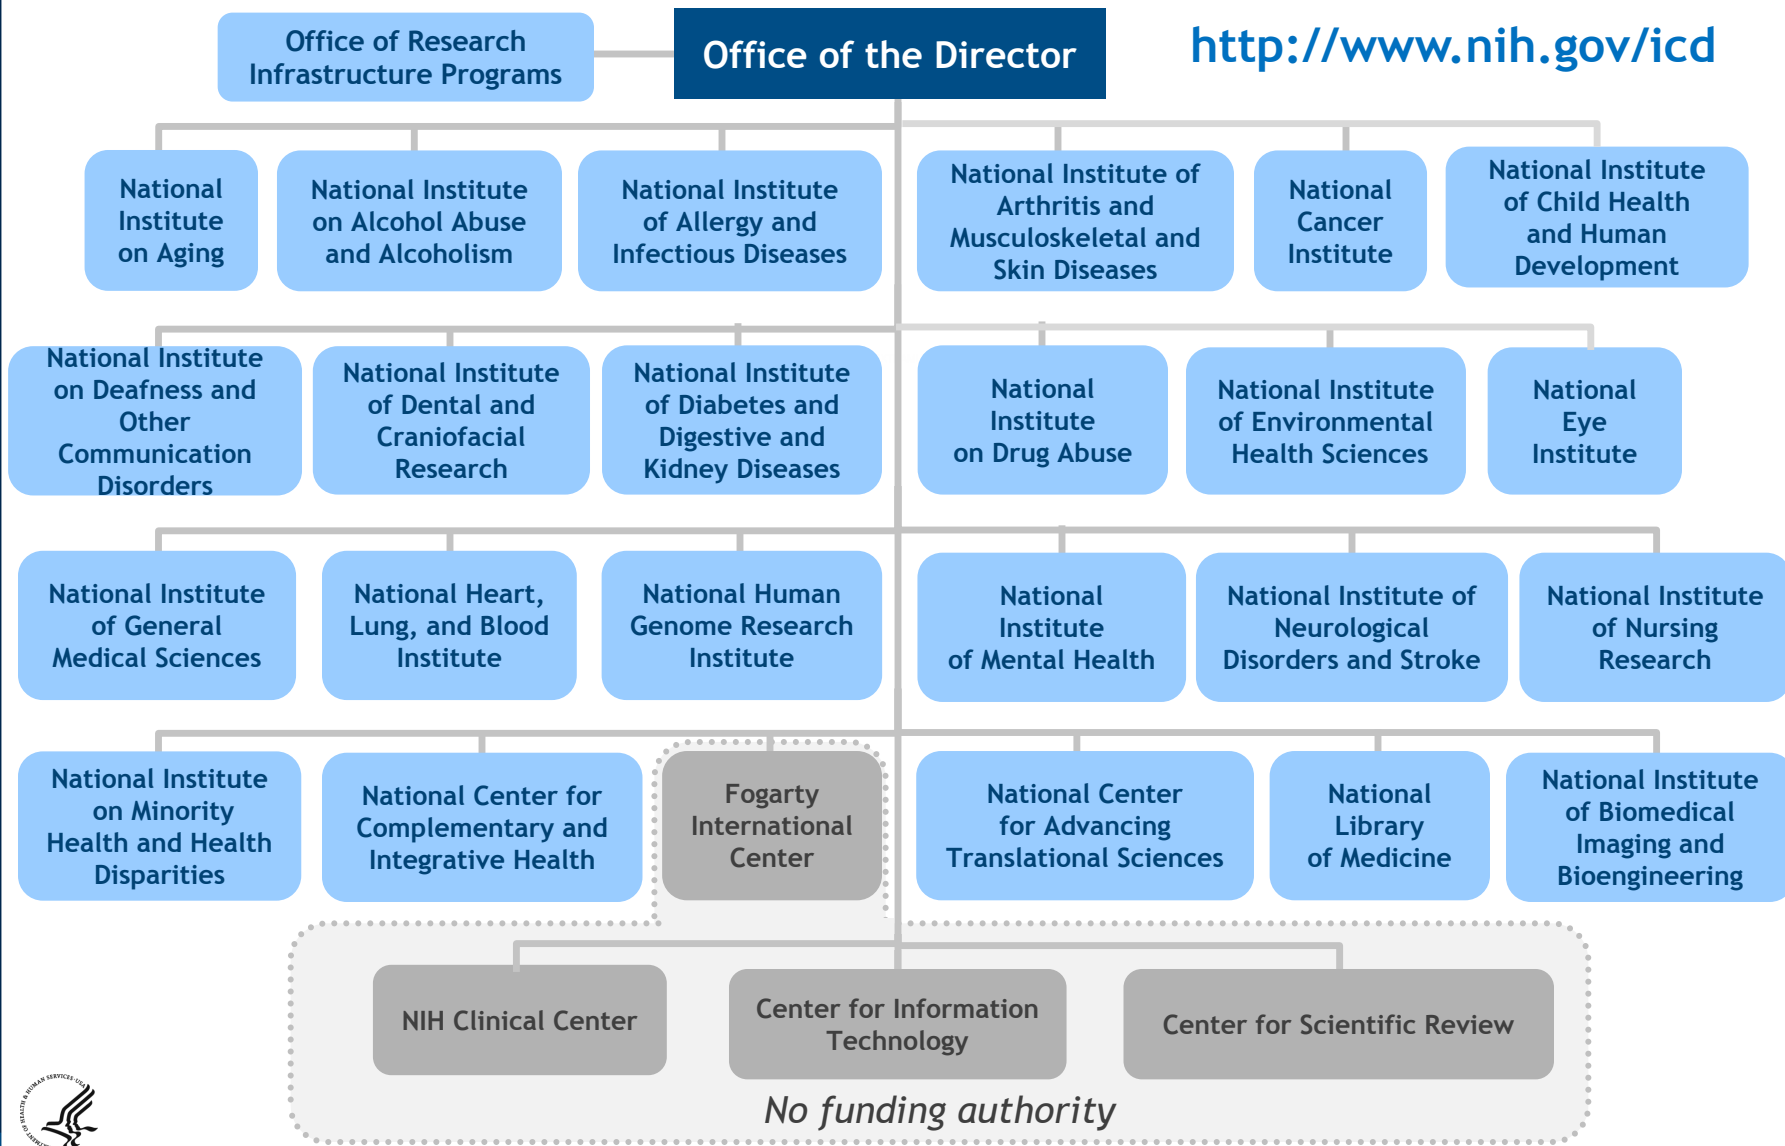 Office of Research
Infrastructure Programs
Office of the Director
http://www.nih.gov/icd
National
Institute
on Aging
National Institute
on Alcohol Abuse
and Alcoholism
National Institute
of Allergy and
Infectious Diseases
National Institute of
Arthritis and
Musculoskeletal and
Skin Diseases
National
Cancer
Institute
National Institute
of Child Health
and Human
Development
National Institute
on Deafness and
Other
Communication
Disorders
National Institute
of Dental and
Craniofacial
Research
National Institute
of Diabetes and
Digestive and
Kidney Diseases
National
Institute
on Drug Abuse
National Institute
of Environmental
Health Sciences
National
Eye
Institute
National Institute
of General
Medical Sciences
National Heart,
Lung, and Blood
Institute
National Human
Genome Research
Institute
National
Institute
of Mental Health
National Institute of
Neurological
Disorders and Stroke
National Institute
of Nursing
Research
National Institute
on Minority
Health and Health
Disparities
National Center for
Complementary and
Integrative Health
Fogarty
International
Center
National Center
for Advancing
Translational Sciences
National
Library
of Medicine
National Institute
of Biomedical
Imaging and
Bioengineering
NIH Clinical Center
Center for Information
Technology
Center for Scientific Review
No funding authority
HEALTH & HUMAN SERVICES·USA